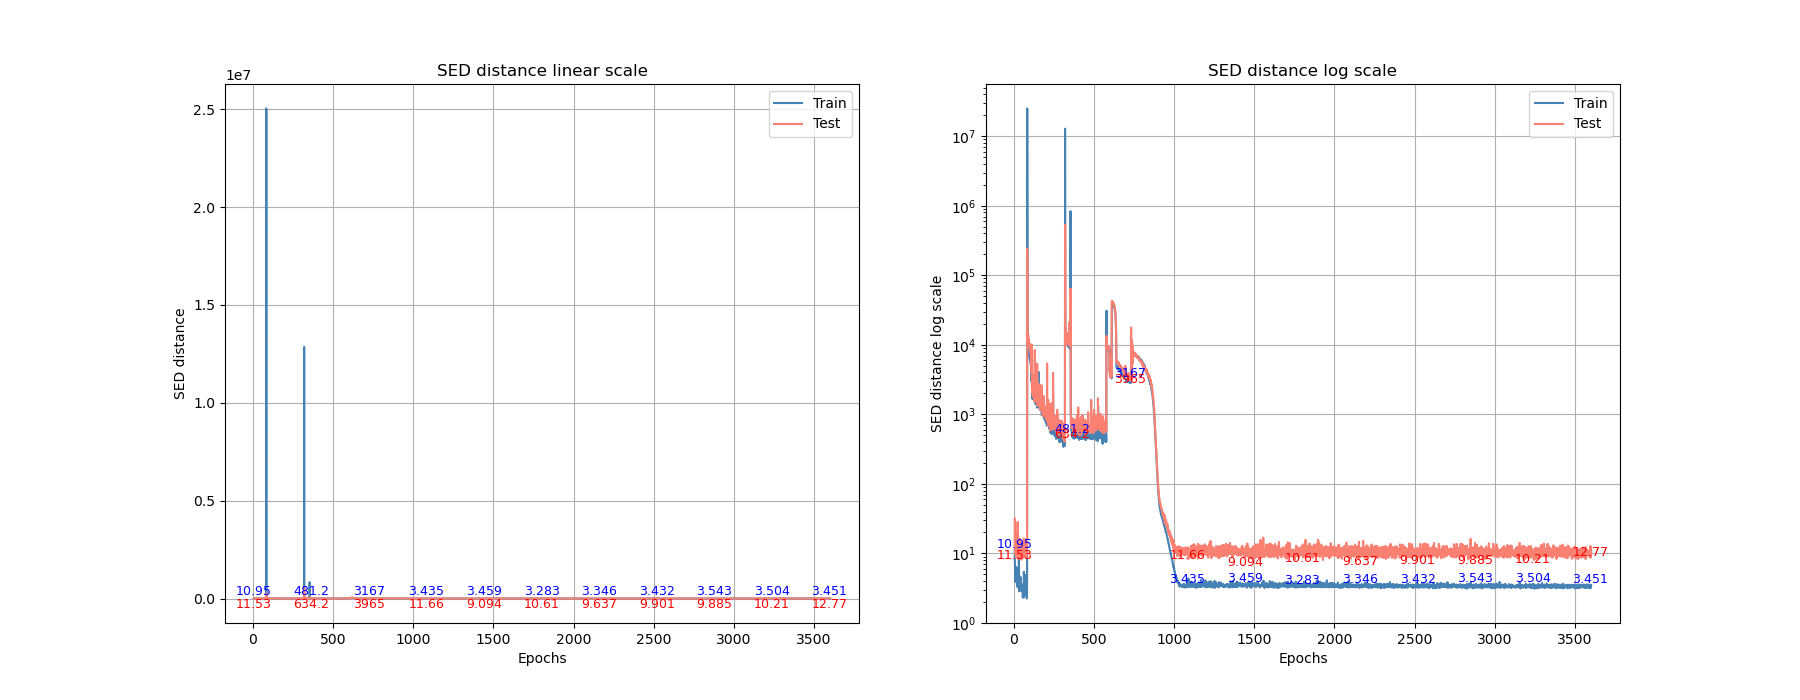 SED distance linear scale
1e7
Train
Test
2.5
2.0
1.5
1.0
0.5
0.0
SED distance
10.95 481.2 3167 3.435 3.459 3.283 3.346 3.432 3.543 3.504 3.451
11.53 634.2 3965 11.66 9.094 10.61 9.637 9.901 9.885 10.21 12.77
0 500 1000 1500 2000 2500 3000 3500
Epochs
SED distance log scale
Train
Test
10^7
10^6
10^5
10^4
10^3
10^2
10^1
10^0
SED distance log scale
10.95 481.2 3167 3.435 3.459 3.283 3.346 3.432 3.543 3.504 3.451
11.53 634.2 3965 11.66 9.094 10.61 9.637 9.901 9.885 10.21 12.77
0 500 1000 1500 2000 2500 3000 3500
Epochs